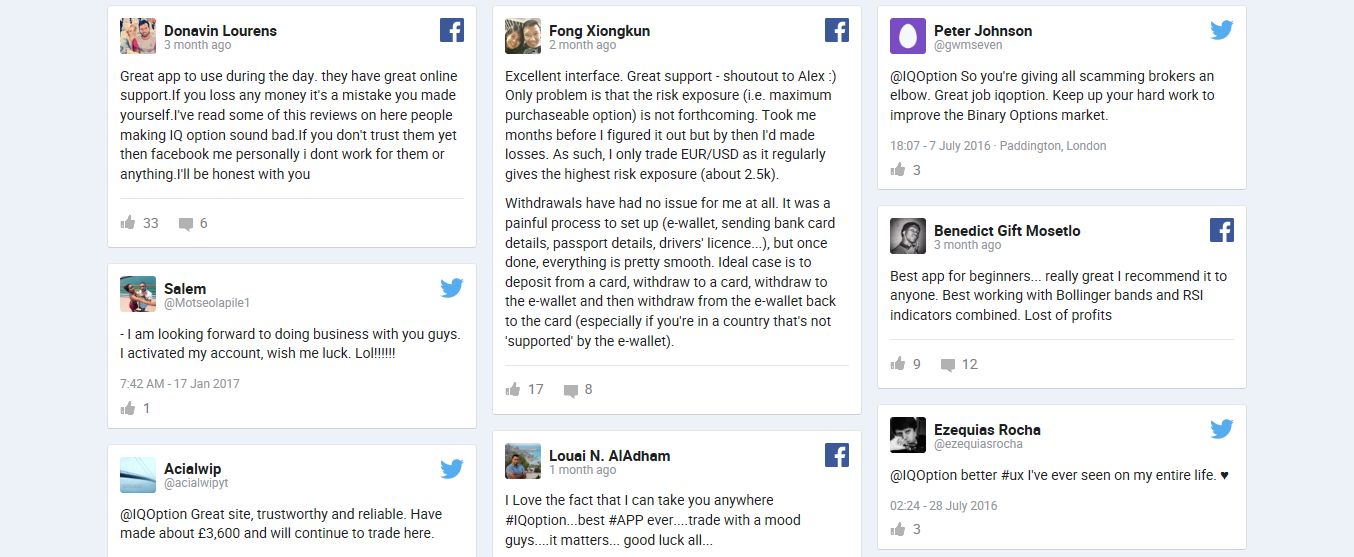 Donavin Lourens
3 month ago
Great app to use during the day. they have great online
support.If you loss any money it's a mistake you made
yourself.I've read some of this reviews on here people
making IQ option sound bad.If you don't trust them yet
then facebook me personally i dont work for them or
anything.I'll be honest with you
33 6
Salem
@Motseolapile1
- I am looking forward to doing business with you guys.
I activated my account, wish me luck. Lol!!!!!!
7:42 AM - 17 Jan 2017
1
Acialwip
@acialwipyt
@IQOption Great site, trustworthy and reliable. Have
made about £3,600 and will continue to trade here.
Fong Xiongkun
2 month ago
Excellent interface. Great support - shoutout to Alex :)
Only problem is that the risk exposure (i.e. maximum
purchaseable option) is not forthcoming. Took me
months before I figured it out but by then I'd made
losses. As such, I only trade EUR/USD as it regularly
gives the highest risk exposure (about 2.5k).
Withdrawals have had no issue for me at all. It was a
painful process to set up (e-wallet, sending bank card
details, passport details, drivers' licence...), but once
done, everything is pretty smooth. Ideal case is to
deposit from a card, withdraw to a card, withdraw to
the e-wallet and then withdraw from the e-wallet back
to the card (especially if you're in a country that's not
'supported' by the e-wallet).
17 8
Louai N. AlAdham
1 month ago
I Love the fact that I can take you anywhere
#IQoption...best #APP ever....trade with a mood
guys....it matters... good luck all...
Peter Johnson
@gwmseven
@IQOption So you're giving all scamming brokers an
elbow. Great job iqoption. Keep up your hard work to
improve the Binary Options market.
18:07 - 7 July 2016 · Paddington, London
3
Benedict Gift Mosetlo
3 month ago
Best app for beginners... really great I recommend it to
anyone. Best working with Bollinger bands and RSI
indicators combined. Lost of profits
9 12
Ezequias Rocha
@ezequiasrocha
@IQOption better #ux I've ever seen on my entire life. ♥
02:24 - 28 July 2016
3